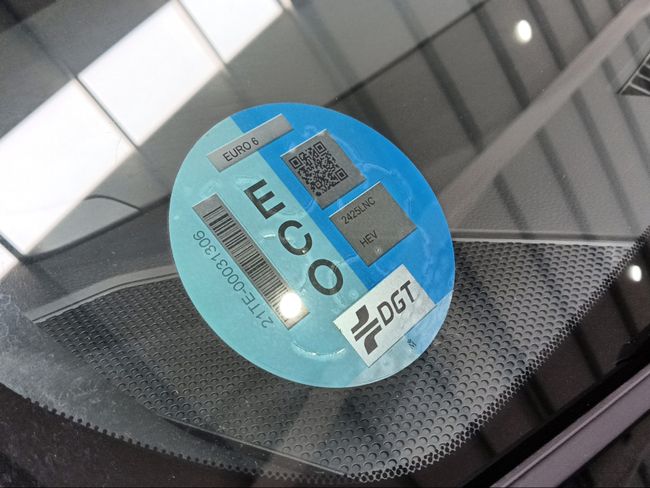 EURO 6
2425LNC
HEV
ECO
21TE-00031306
DGT